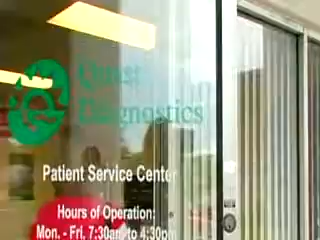 Quest
Diagnostics
Patient Service Center
Hours of Operation:
Mon. - Fri. 7:30am to 4:30pm